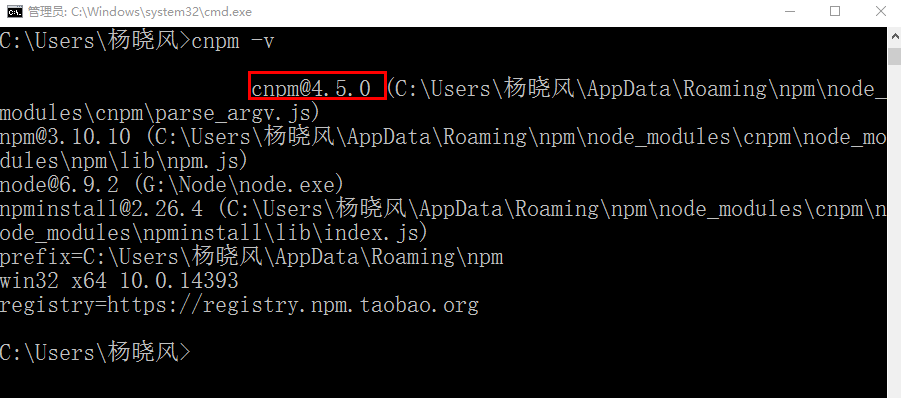 管理员: C:\Windows\system32\cmd.exe
C:\Users\杨晓风>cnpm -v
cnpm@4.5.0 (C:\Users\杨晓风\AppData\Roaming\npm\node_
modules\cnpm\parse_argv.js)
npm@3.10.10 (C:\Users\杨晓风\AppData\Roaming\npm\node_modules\cnpm\node_mo
dules\npm\lib\npm.js)
node@6.9.2 (G:\Node\node.exe)
npminstall@2.26.4 (C:\Users\杨晓风\AppData\Roaming\npm\node_modules\cnpm\n
ode_modules\npminstall\lib\index.js)
prefix=C:\Users\杨晓风\AppData\Roaming\npm
win32 x64 10.0.14393
registry=https://registry.npm.taobao.org
C:\Users\杨晓风>